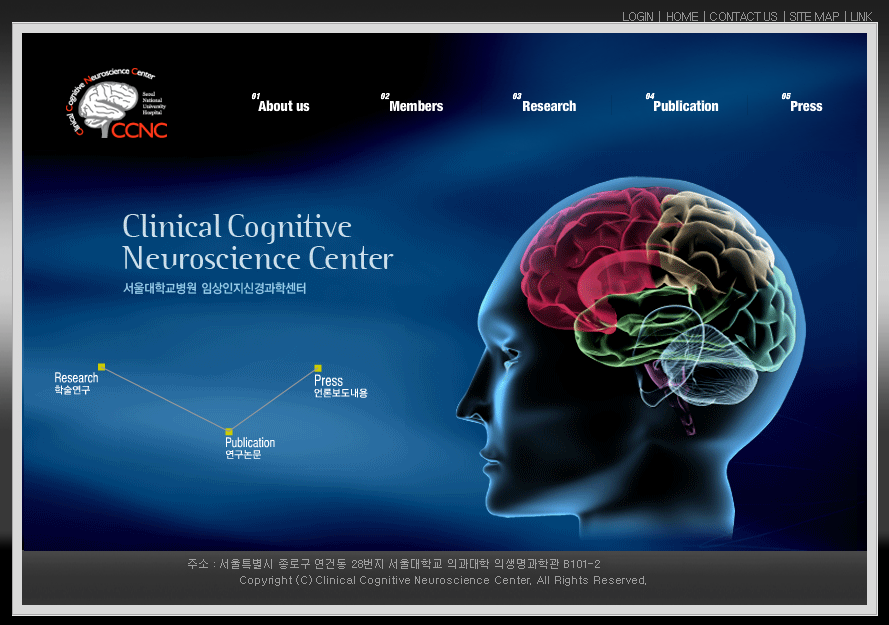 LOGIN | HOME | CONTACT US | SITE MAP | LINK
Clinical Cognitive Neuroscience Center
Seoul
National
University
Hospital
CCNC
01 About us
02 Members
03 Research
04 Publication
05 Press
Clinical Cognitive
Neuroscience Center
서울대학교병원 임상인지신경과학센터
Research
학술연구
Press
언론보도내용
Publication
연구논문
주소 : 서울특별시 종로구 연건동 28번지 서울대학교 의과대학 의생명과학관 B101-2
Copyright (C) Clinical Cognitive Neuroscience Center, All Rights Reserved,